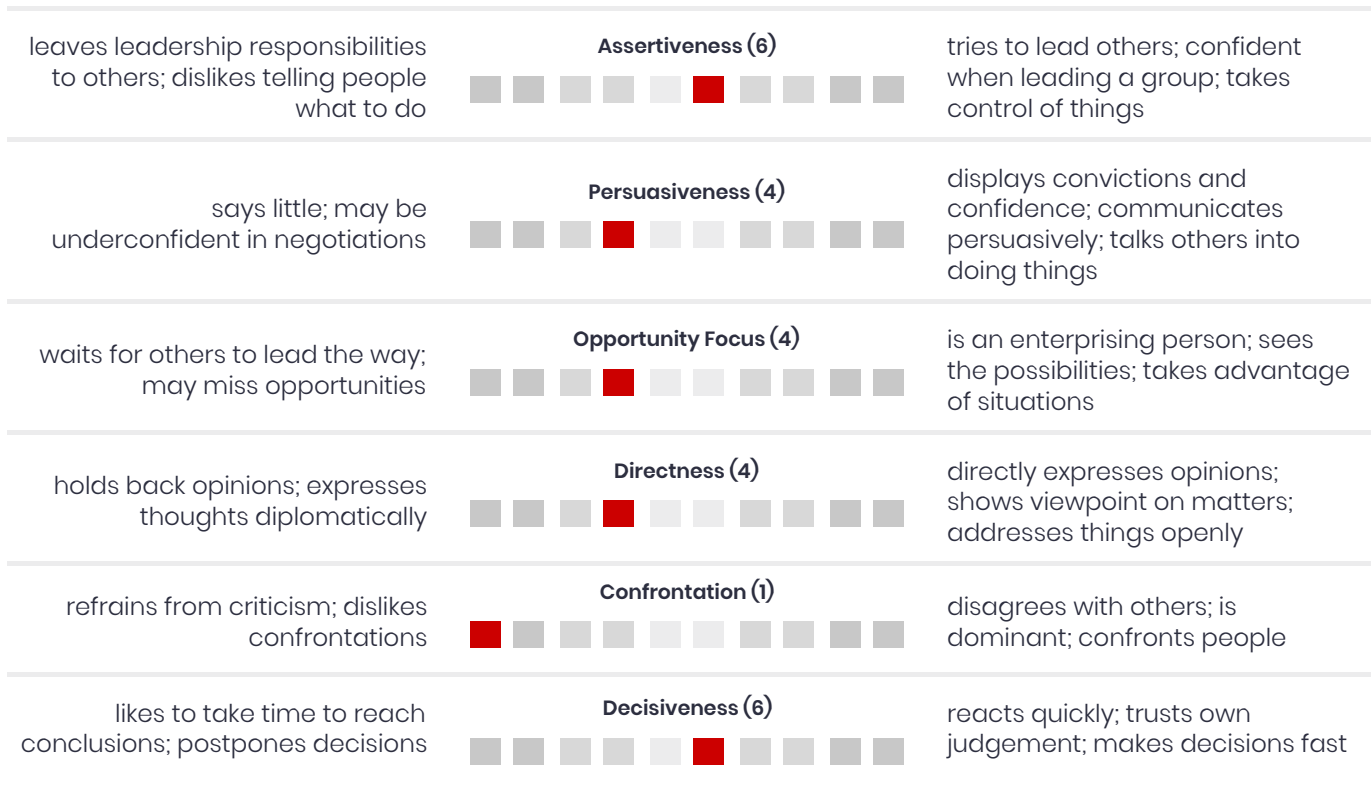 leaves leadership responsibilities
to others; dislikes telling people
what to do
Assertiveness (6)
tries to lead others; confident
when leading a group; takes
control of things
says little; may be
underconfident in negotiations
Persuasiveness (4)
displays convictions and
confidence; communicates
persuasively; talks others into
doing things
waits for others to lead the way;
may miss opportunities
Opportunity Focus (4)
is an enterprising person; sees
the possibilities; takes advantage
of situations
holds back opinions; expresses
thoughts diplomatically
Directness (4)
directly expresses opinions;
shows viewpoint on matters;
addresses things openly
refrains from criticism; dislikes
confrontations
Confrontation (1)
disagrees with others; is
dominant; confronts people
likes to take time to reach
conclusions; postpones decisions
Decisiveness (6)
reacts quickly; trusts own
judgement; makes decisions fast